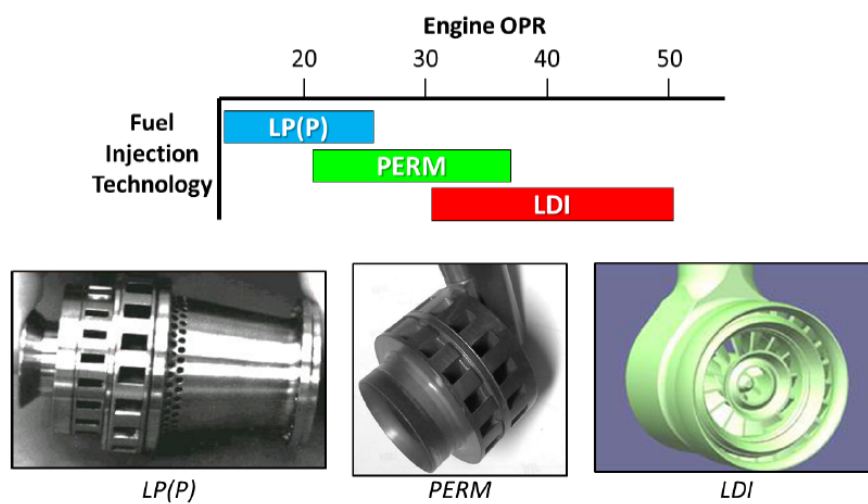 Engine OPR
20 30 40 50
Fuel
Injection
Technology
LP(P)
PERM
LDI
LP(P) PERM LDI